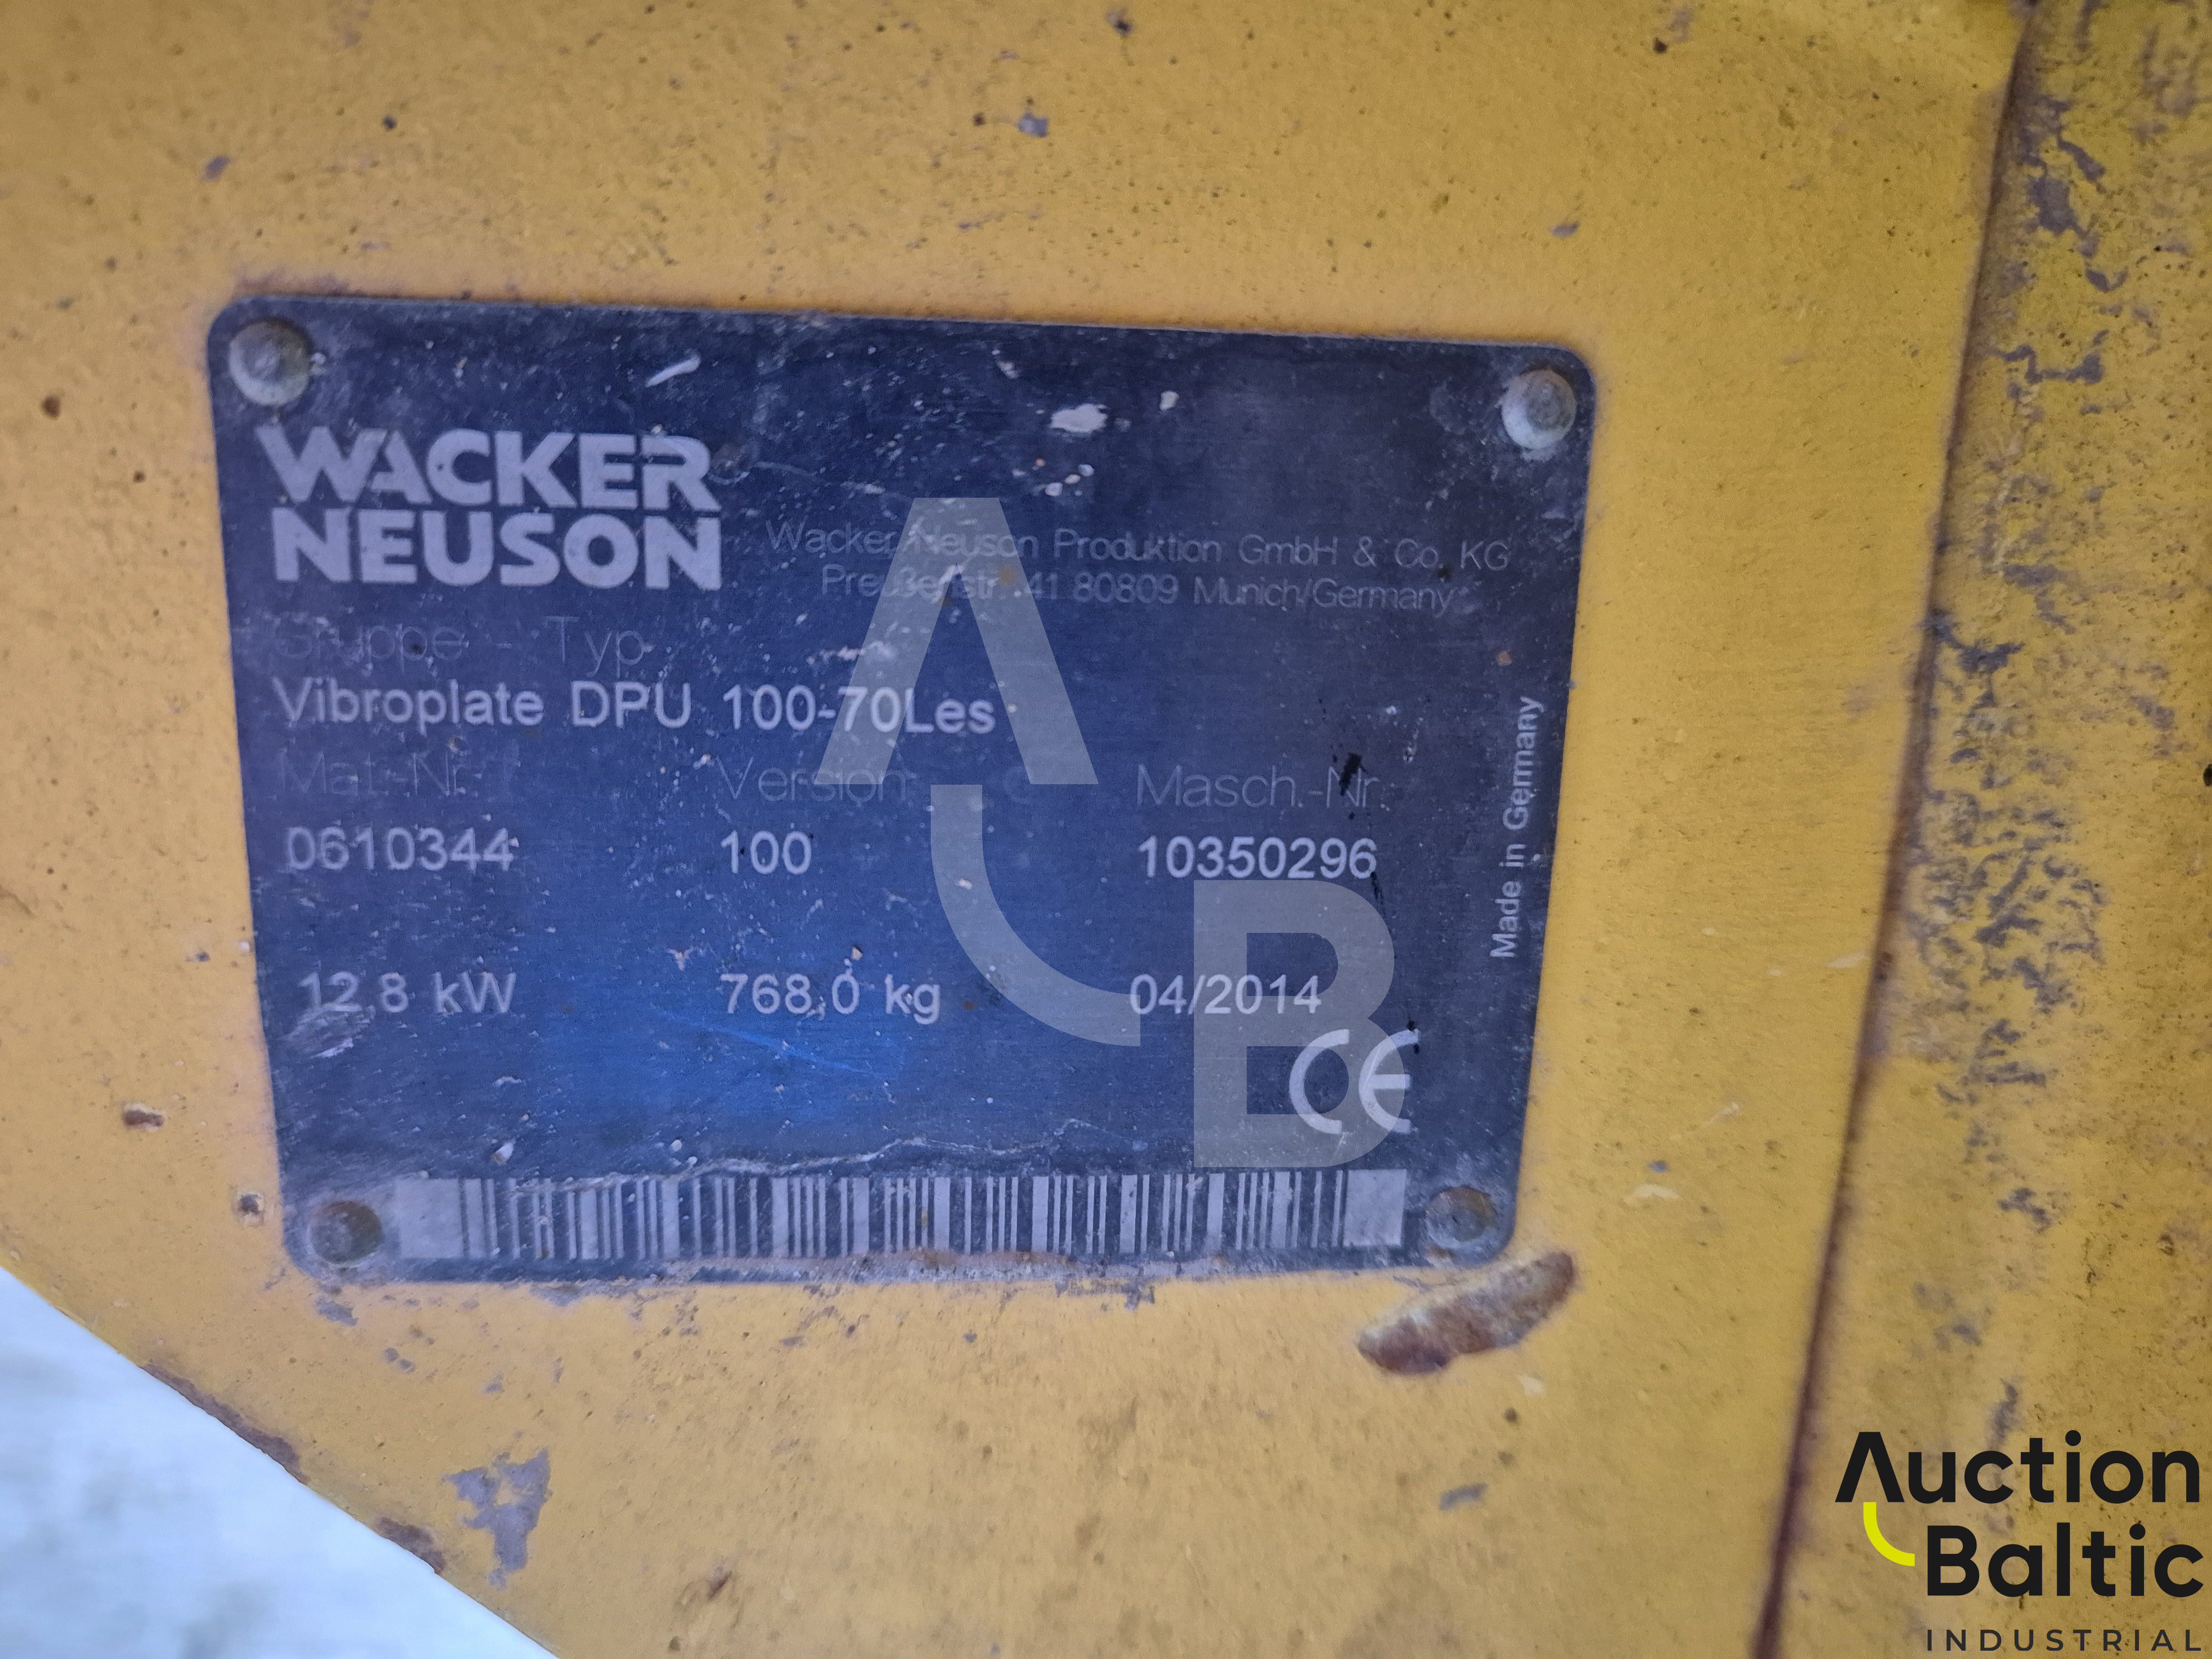 WACKER
NEUSON
Wacker Neuson Produktion GmbH & Co. KG
Preußenstr. 41 80809 Munich/Germany
Gruppe - Typ
Vibroplate DPU 100-70Les
Mat.-Nr. Version Masch.-Nr.
0610344 100 10350296
12,8 kW 768,0 kg 04/2014
CE
Made in Germany
AB
Auction
Baltic
INDUSTRIAL